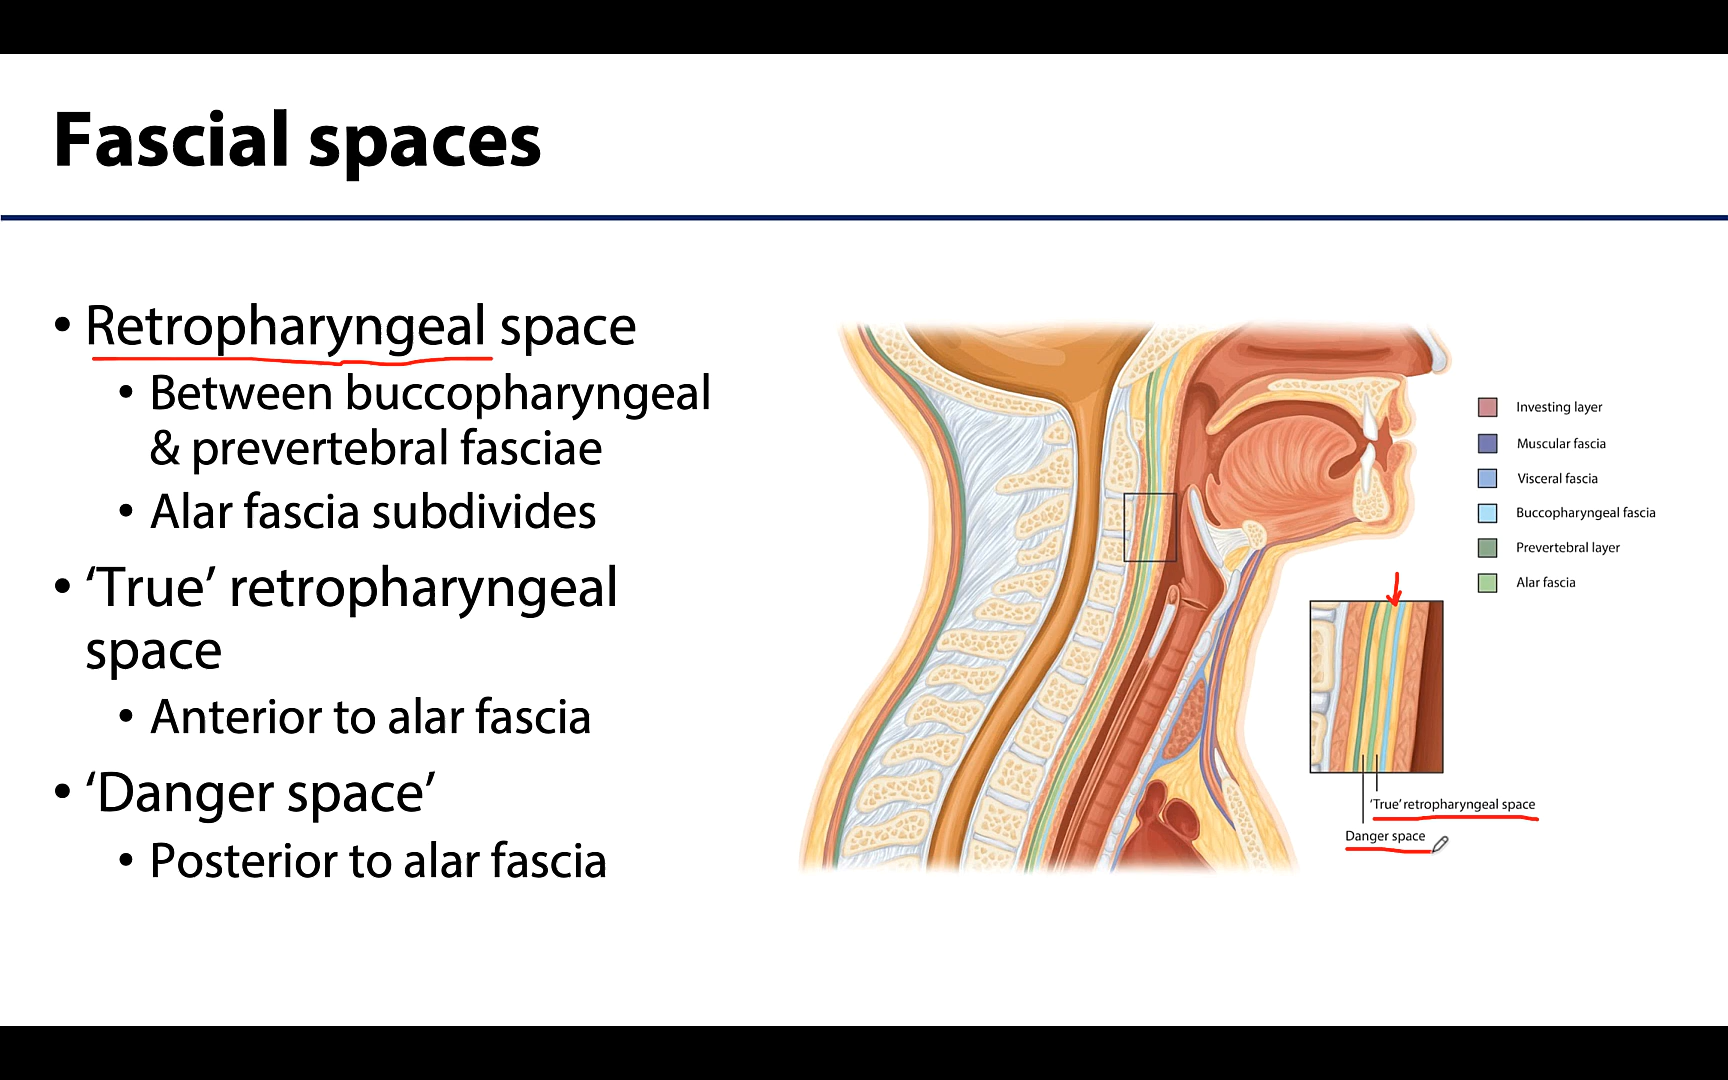 Fascial spaces
• Retropharyngeal space
• Between buccopharyngeal
& prevertebral fasciae
• Alar fascia subdivides
• ‘True’ retropharyngeal
space
• Anterior to alar fascia
• ‘Danger space’
• Posterior to alar fascia
Investing layer
Muscular fascia
Visceral fascia
Buccopharyngeal fascia
Prevertebral layer
Alar fascia
‘True’ retropharyngeal space
Danger space